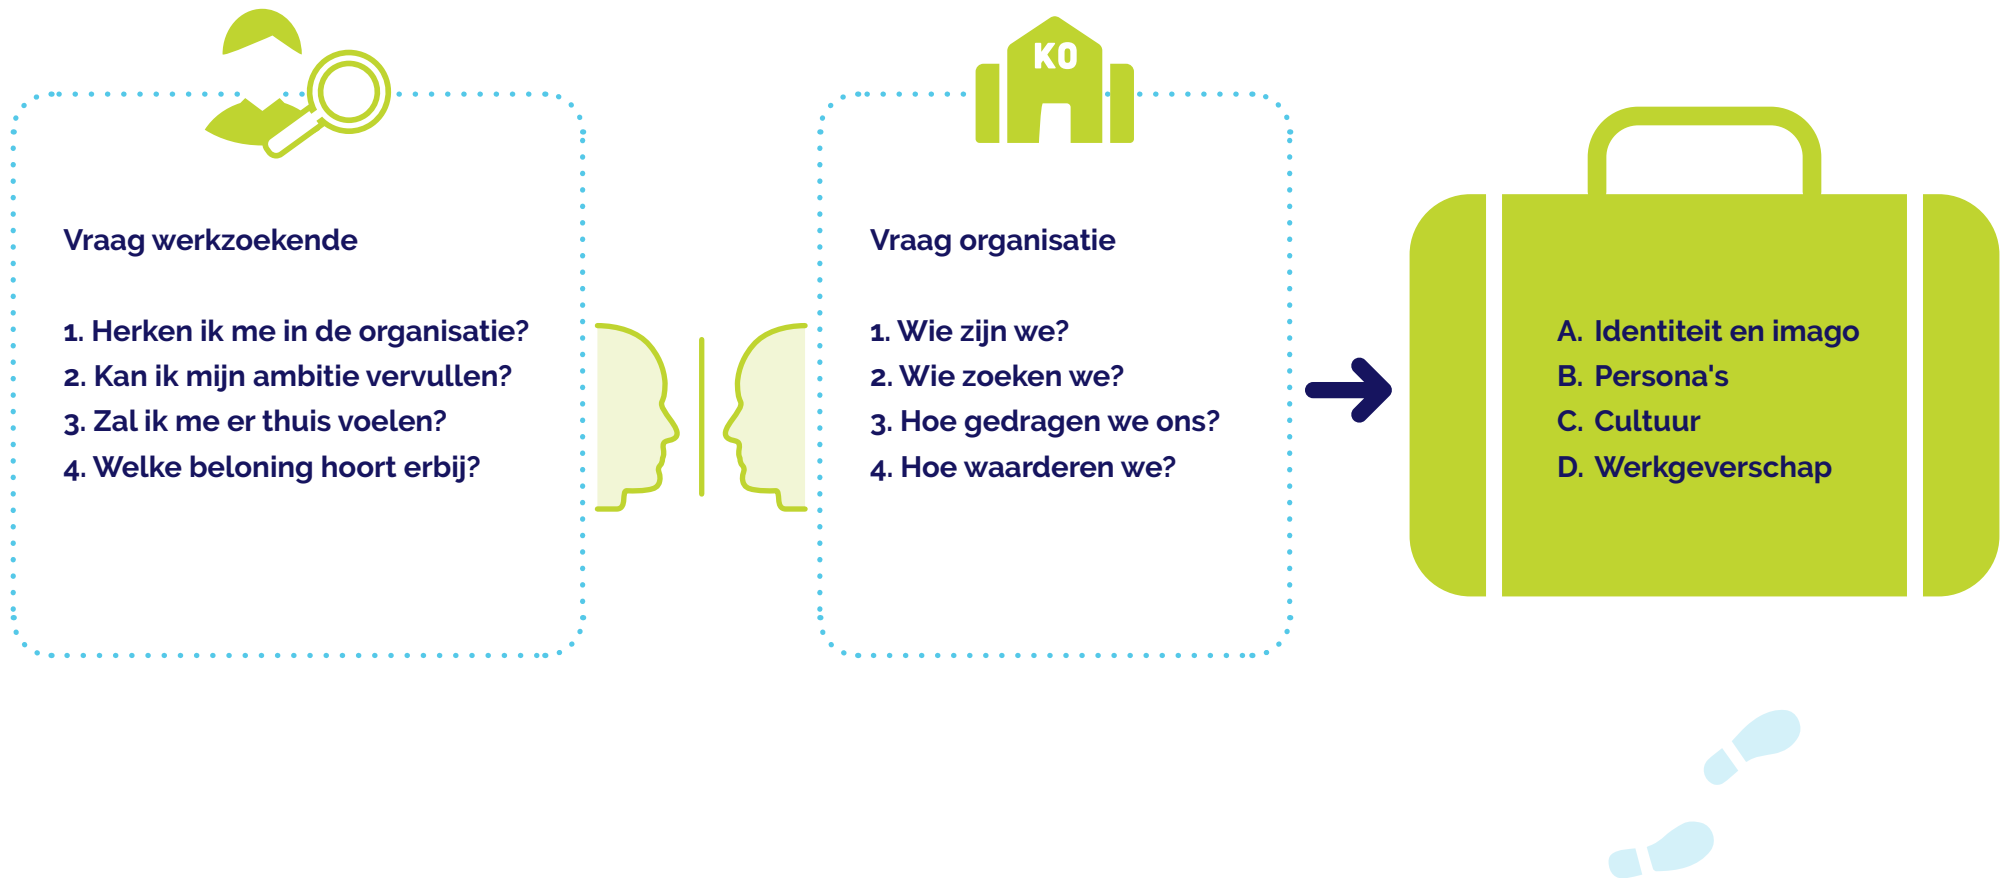 KO
Vraag werkzoekende
1. Herken ik me in de organisatie?
2. Kan ik mijn ambitie vervullen?
3. Zal ik me er thuis voelen?
4. Welke beloning hoort erbij?
Vraag organisatie
1. Wie zijn we?
2. Wie zoeken we?
3. Hoe gedragen we ons?
4. Hoe waarderen we?
A. Identiteit en imago
B. Persona's
C. Cultuur
D. Werkgeverschap